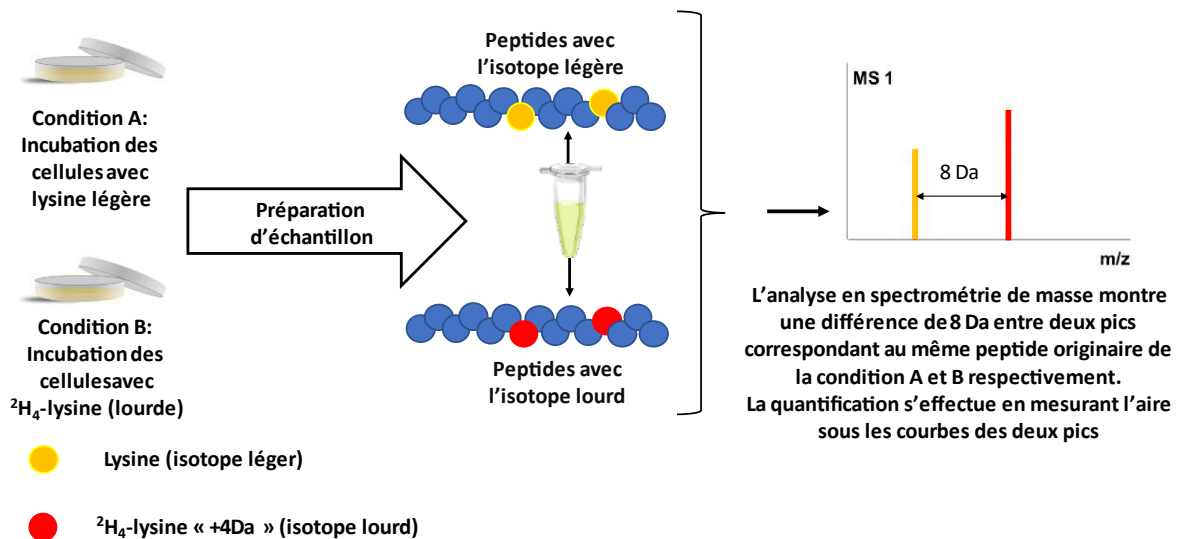 Condition A:
Incubation des
cellules avec
lysine légère
Condition B:
Incubation des
cellulesavec
²H₄-lysine (lourde)
Préparation
d'échantillon
Peptides avec
l'isotope légère
Peptides avec
l'isotope lourd
MS 1
8 Da
m/z
L'analyse en spectrométrie de masse montre
une différence de 8 Da entre deux pics
correspondant au même peptide originaire de
la condition A et B respectivement.
La quantification s'effectue en mesurant l'aire
sous les courbes des deux pics
Lysine (isotope léger)
²H₄-lysine « +4Da » (isotope lourd)